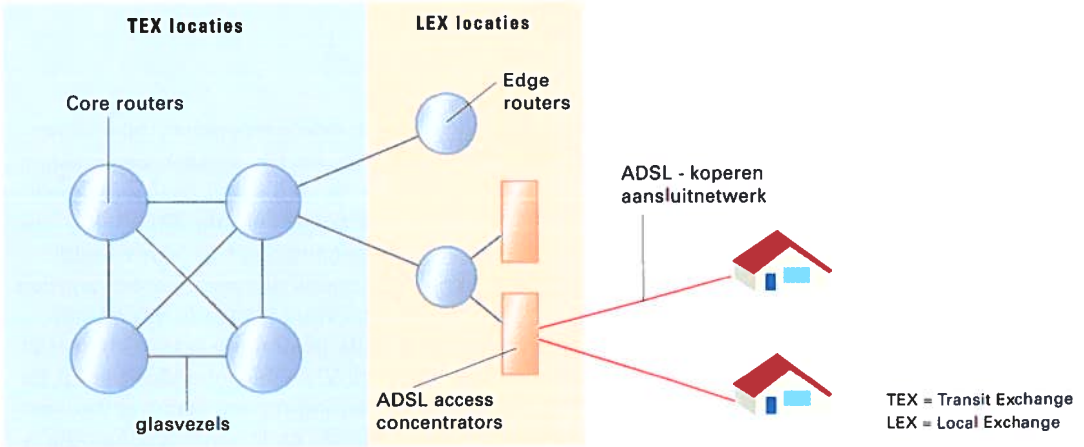 TEX locaties
LEX locaties
Core routers
Edge
routers
ADSL - koperen
aansluitnetwerk
glasvezels
ADSL access
concentrators
TEX = Transit Exchange
LEX = Local Exchange